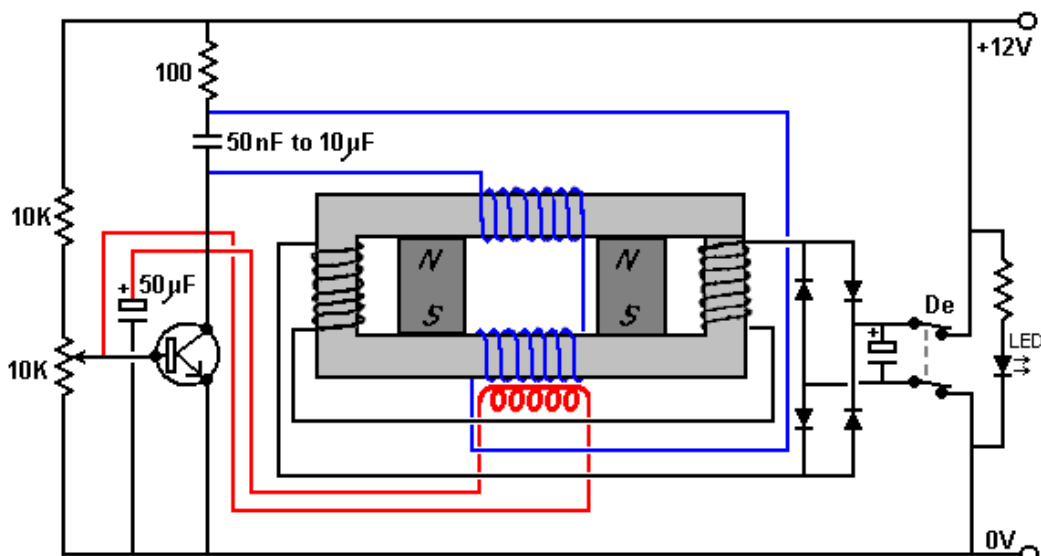 +12V
100
50nF to 10µF
10K
N
N
+ 50µF
S
S
De
+
LED
10K
0V